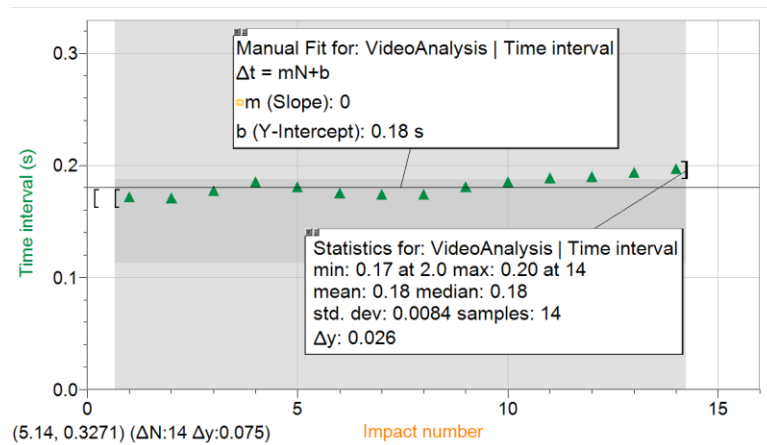 0.3
Manual Fit for: VideoAnalysis | Time interval
Δt = mN+b
m (Slope): 0
b (Y-Intercept): 0.18 s
0.2
Time interval (s)
Statistics for: VideoAnalysis | Time interval
min: 0.17 at 2.0 max: 0.20 at 14
mean: 0.18 median: 0.18
std. dev: 0.0084 samples: 14
Δy: 0.026
0.1
0.0
0 5 10 15
(5.14, 0.3271) (ΔN:14 Δy:0.075)
Impact number